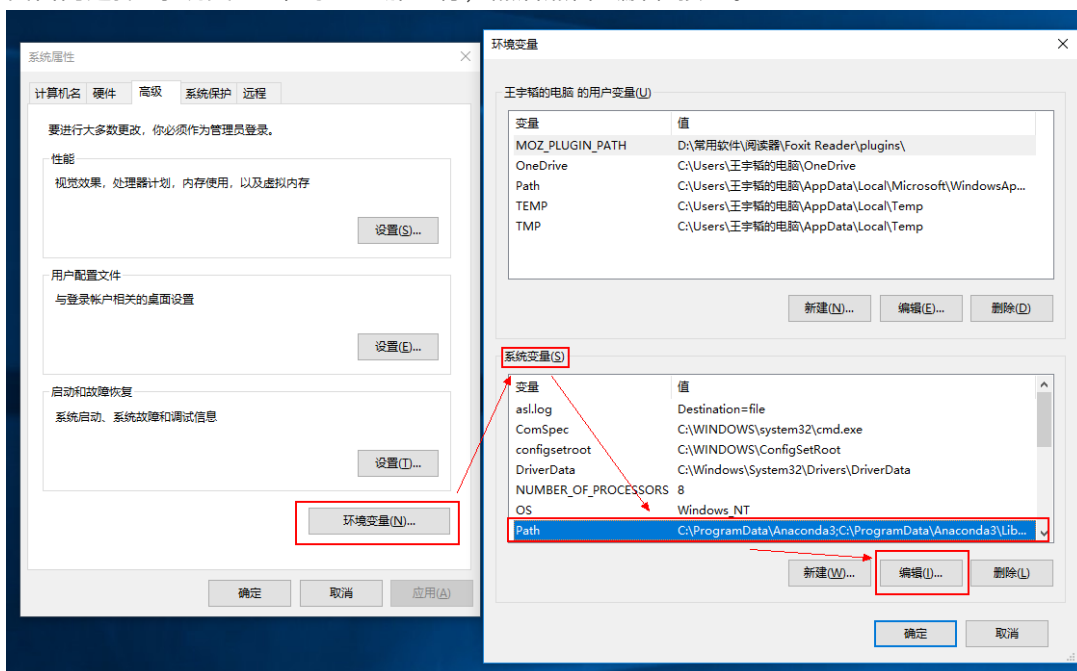 系统属性
计算机名 硬件 高级 系统保护 远程
要进行大多数更改，你必须作为管理员登录。
性能
视觉效果，处理器计划，内存使用，以及虚拟内存
设置(S)...
用户配置文件
与登录帐户相关的桌面设置
设置(E)...
启动和故障恢复
系统启动、系统故障和调试信息
设置(T)...
环境变量(N)...
确定 取消 应用(A)
环境变量
王宇韬的电脑 的用户变量(U)
变量 值
MOZ_PLUGIN_PATH D:\常用软件\阅读器\Foxit Reader\plugins\
OneDrive C:\Users\王宇韬的电脑\OneDrive
Path C:\Users\王宇韬的电脑\AppData\Local\Microsoft\WindowsAp...
TEMP C:\Users\王宇韬的电脑\AppData\Local\Temp
TMP C:\Users\王宇韬的电脑\AppData\Local\Temp
新建(N)... 编辑(E)... 删除(D)
系统变量(S)
变量 值
asl.log Destination=file
ComSpec C:\WINDOWS\system32\cmd.exe
configsetroot C:\WINDOWS\ConfigSetRoot
DriverData C:\Windows\System32\Drivers\DriverData
NUMBER_OF_PROCESSORS 8
OS Windows_NT
Path C:\ProgramData\Anaconda3;C:\ProgramData\Anaconda3\Lib...
新建(W)... 编辑(I)... 删除(L)
确定 取消